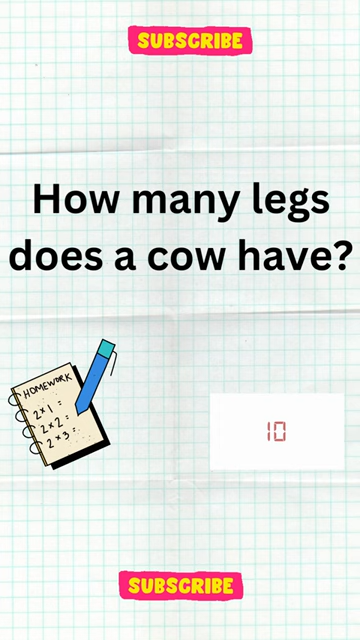 SUBSCRIBE
How many legs
does a cow have?
HOMEWORK
2×1 =
2×2 =
2×3 =
10
SUBSCRIBE